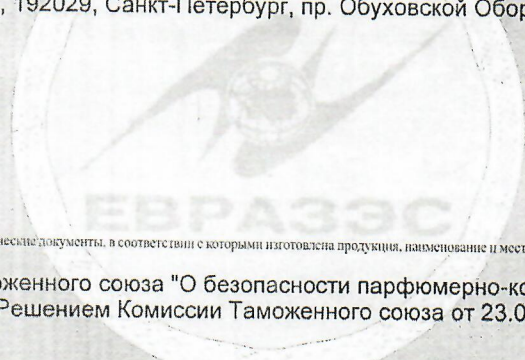 , 192029, Санкт-Петербург, пр. Обуховской Обор
ЕВРАЗЭС
ческие документы, в соответствии с которыми изготовлена продукция, наименование и мест
оженного союза "О безопасности парфюмерно-ко
Решением Комиссии Таможенного союза от 23.0